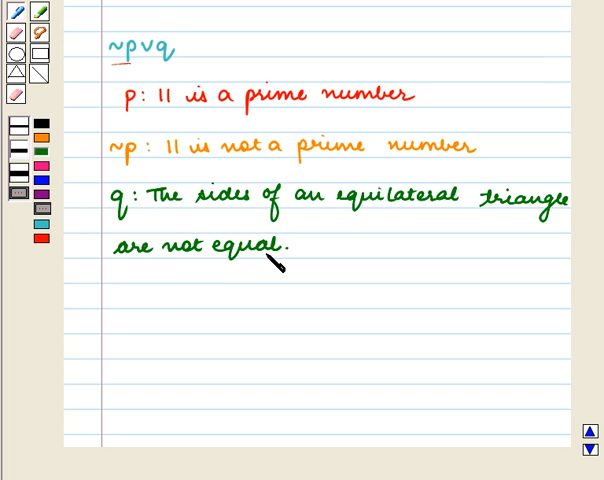 ~p∨q
p: 11 is a prime number
~p: 11 is not a prime number
q: The sides of an equilateral triangle
are not equal.